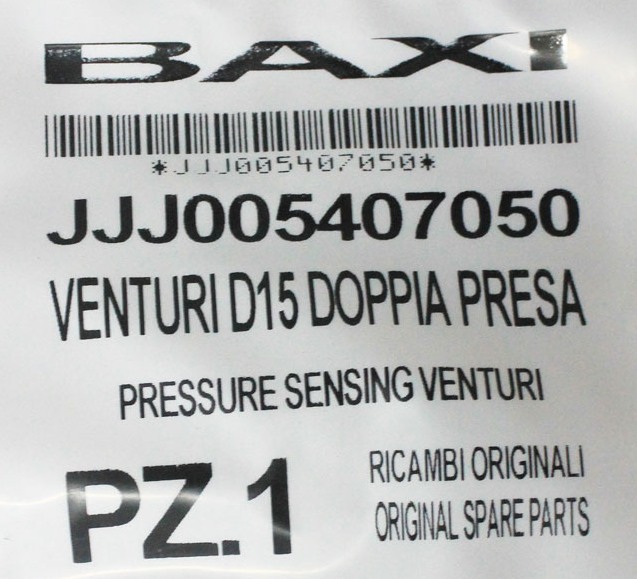 BAXI
*JJJ005407050*
JJJ005407050
VENTURI D15 DOPPIA PRESA
PRESSURE SENSING VENTURI
PZ.1
RICAMBI ORIGINALI
ORIGINAL SPARE PARTS